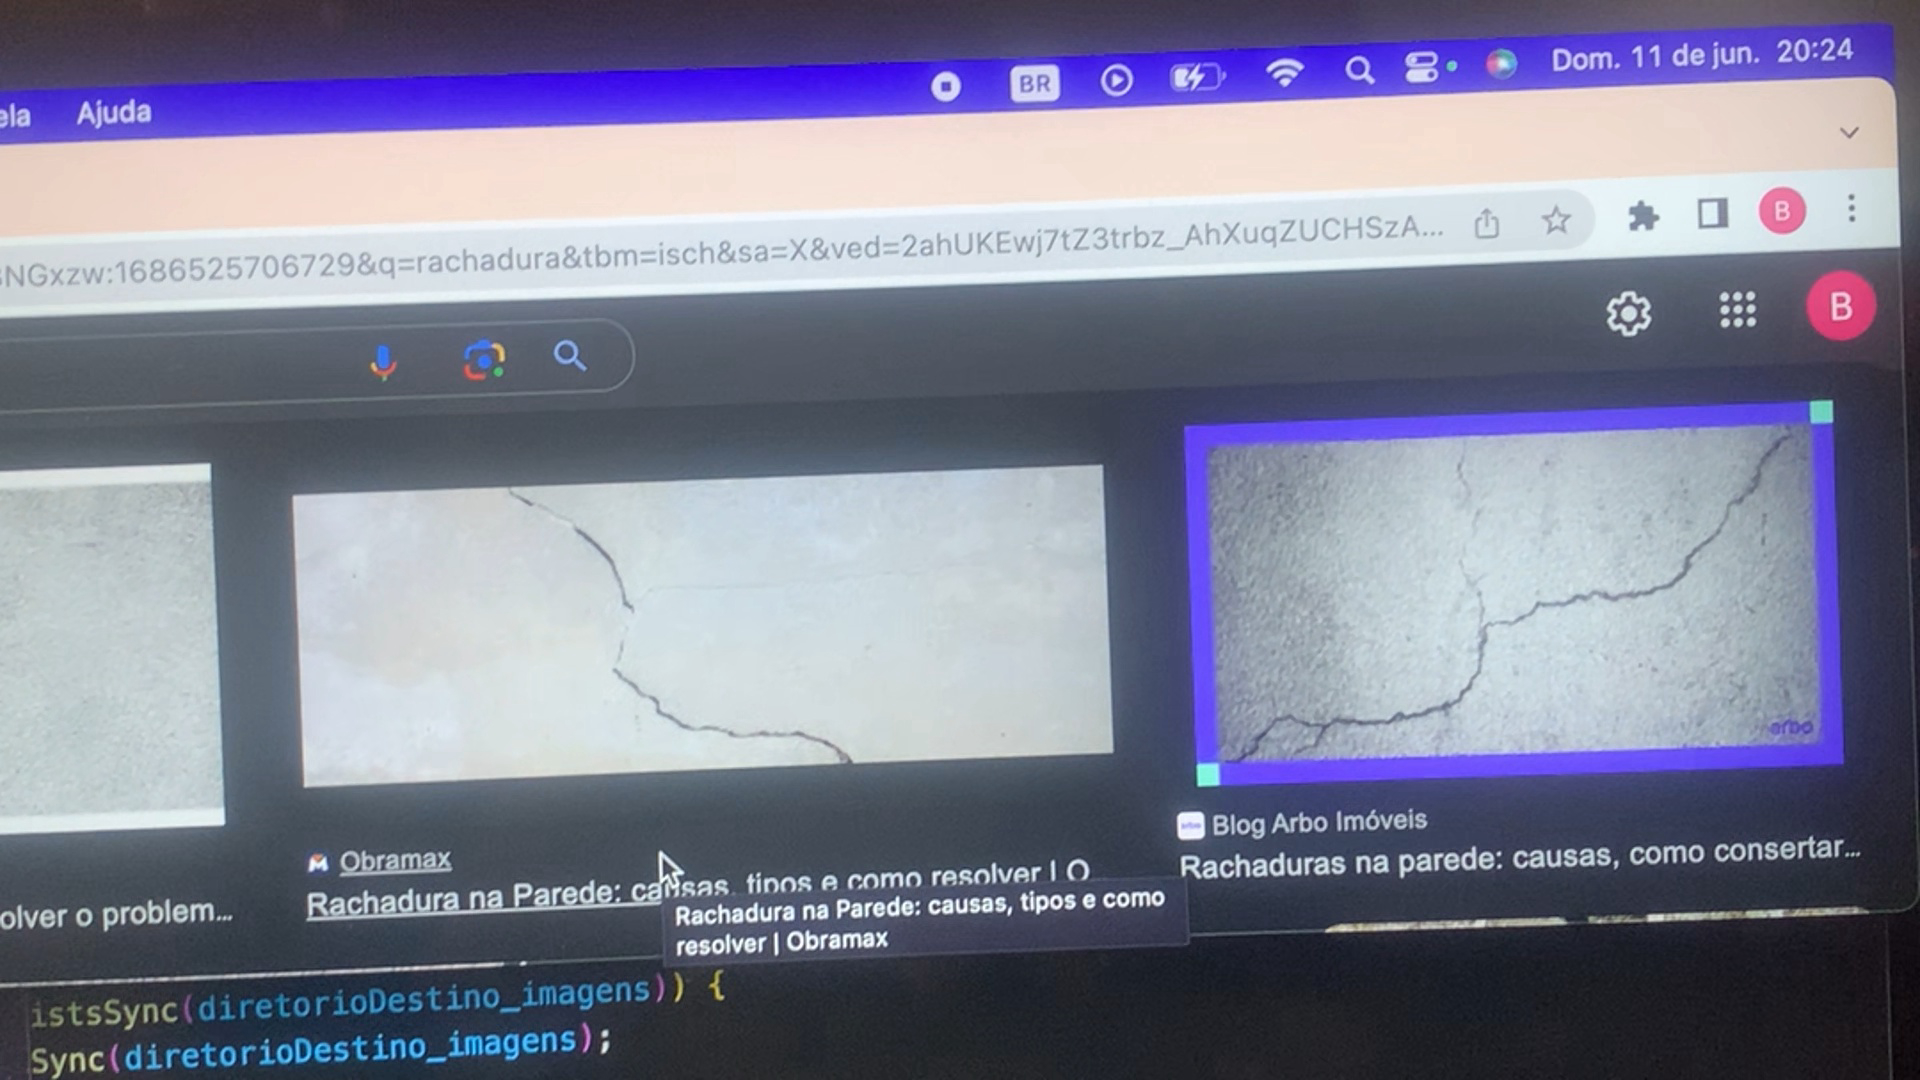 ela Ajuda BR Dom. 11 de jun. 20:24
NGxzw:1686525706729&q=rachadura&tbm=isch&sa=X&ved=2ahUKEwj7tZ3trbz_AhXuqZUCHSzA...
B
B
arbo
Obramax
Rachadura na Parede: causas, tipos e como resolver | O
Blog Arbo Imóveis
Rachaduras na parede: causas, como consertar...
olver o problem...
Rachadura na Parede: causas, tipos e como
resolver | Obramax
istsSync(diretorioDestino_imagens)) {
Sync(diretorioDestino_imagens);